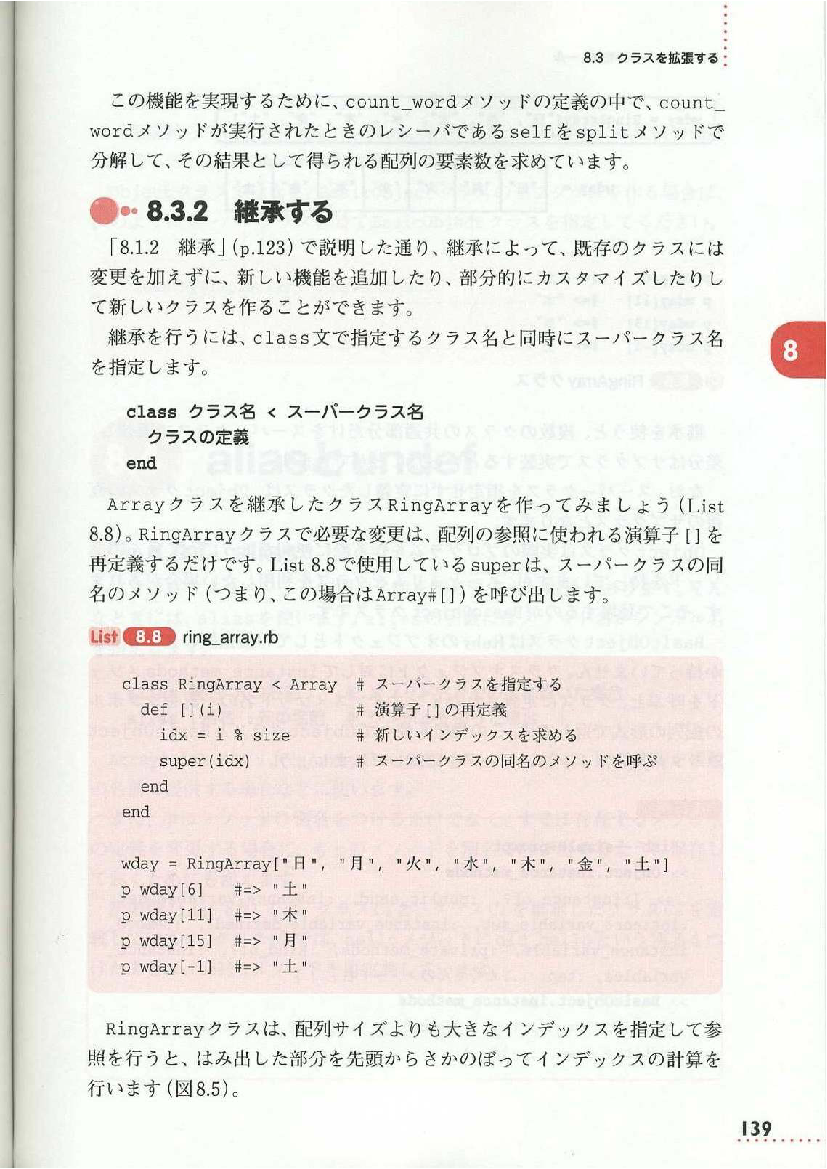 8.3 クラスを拡張する
この機能を実現するために、count_wordメソッドの定義の中で、count_
wordメソッドが実行されたときのレシーバであるselfをsplitメソッドで
分解して、その結果として得られる配列の要素数を求めています。
8.3.2 継承する
「8.1.2 継承」(p.123)で説明した通り、継承によって、既存のクラスには
変更を加えずに、新しい機能を追加したり、部分的にカスタマイズしたりし
て新しいクラスを作ることができます。
継承を行うには、class文で指定するクラス名と同時にスーパークラス名
を指定します。
class クラス名 < スーパークラス名
クラスの定義
end
Arrayクラスを継承したクラスRingArrayを作ってみましょう(List
8.8)。RingArrayクラスで必要な変更は、配列の参照に使われる演算子[]を
再定義するだけです。List 8.8で使用しているsuperは、スーパークラスの同
名のメソッド(つまり、この場合はArray#[])を呼び出します。
List 8.8 ring_array.rb
class RingArray < Array # スーパークラスを指定する
def [](i) # 演算子[]の再定義
idx = i % size # 新しいインデックスを求める
super(idx) # スーパークラスの同名のメソッドを呼ぶ
end
end
wday = RingArray["日", "月", "火", "水", "木", "金", "土"]
p wday[6] #=> "土"
p wday[11] #=> "木"
p wday[15] #=> "月"
p wday[-1] #=> "土"
RingArrayクラスは、配列サイズよりも大きなインデックスを指定して参
照を行うと、はみ出した部分を先頭からさかのぼってインデックスの計算を
行います(図8.5)。
8
139